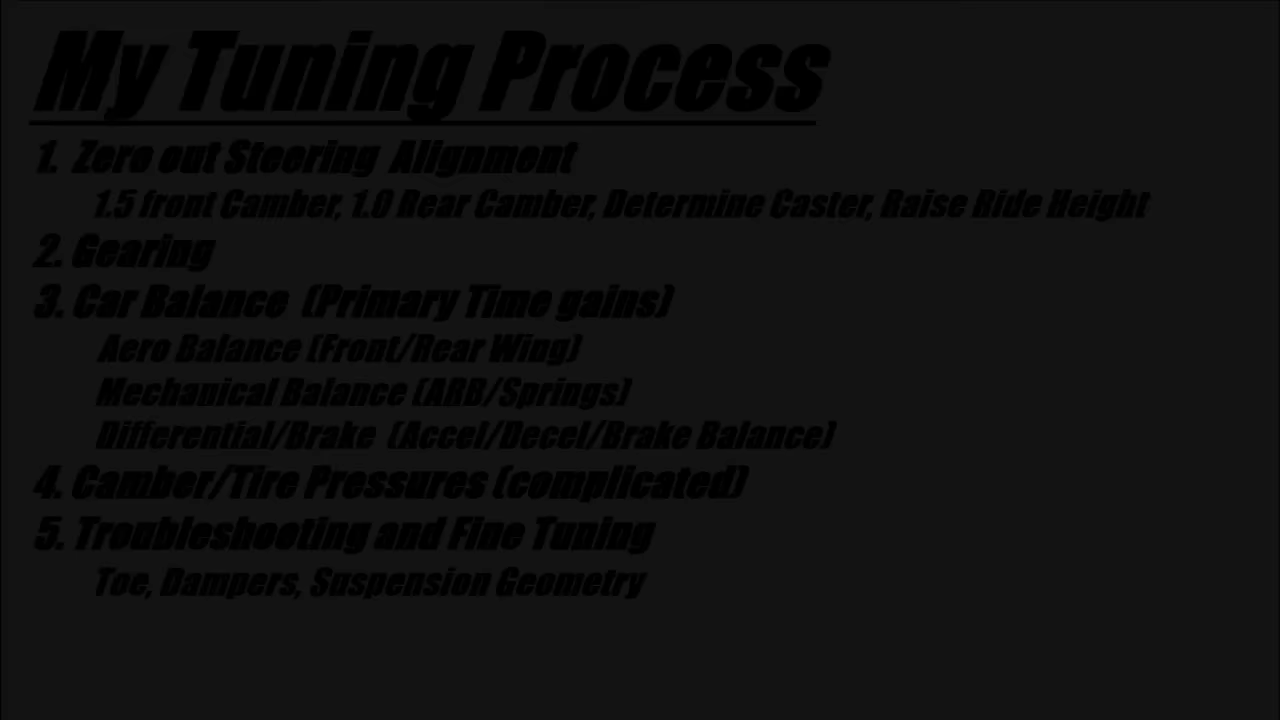 My Tuning Process
1. Zero out Steering Alignment
1.5 front Camber, 1.0 Rear Camber, Determine Caster, Raise Ride Height
2. Gearing
3. Car Balance (Primary Time gains)
Aero Balance (Front/Rear Wing)
Mechanical Balance (ARB/Springs)
Differential/Brake (Accel/Decel/Brake Balance)
4. Camber/Tire Pressures (complicated)
5. Troubleshooting and Fine Tuning
Toe, Dampers, Suspension Geometry